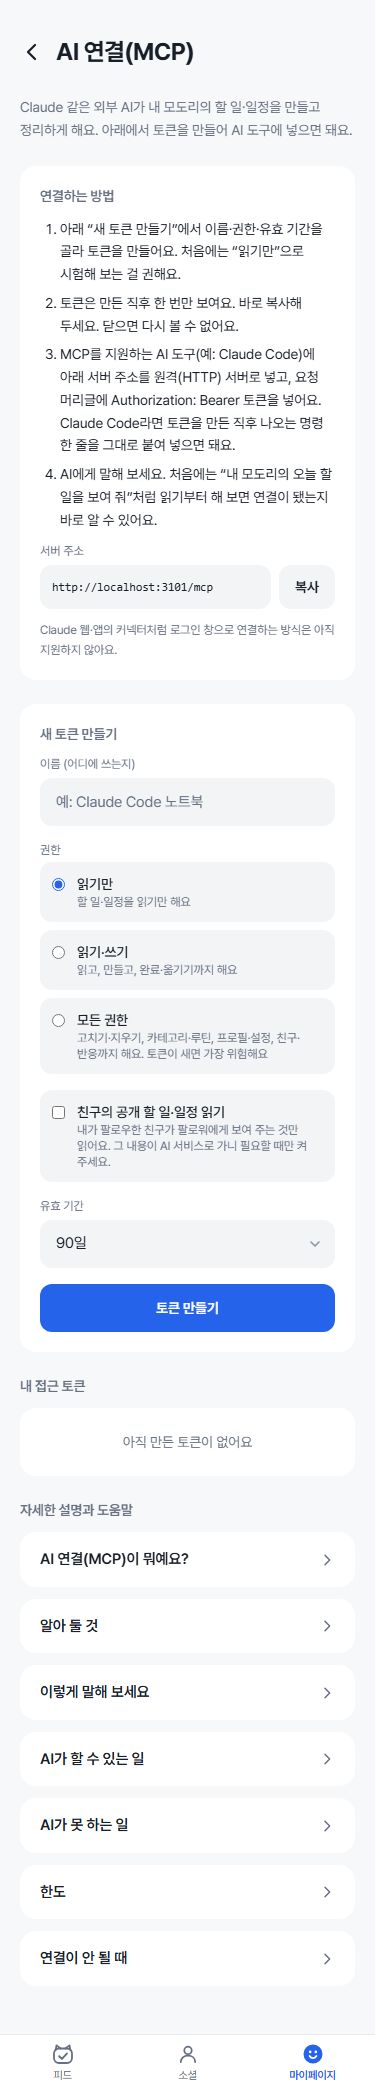 AI 연결(MCP)
Claude 같은 외부 AI가 내 모도리의 할 일·일정을 만들고
정리하게 해요. 아래에서 토큰을 만들어 AI 도구에 넣으면 돼요.
연결하는 방법
1. 아래 “새 토큰 만들기”에서 이름·권한·유효 기간을
골라 토큰을 만들어요. 처음에는 “읽기만”으로
시험해 보는 걸 권해요.
2. 토큰은 만든 직후 한 번만 보여요. 바로 복사해
두세요. 닫으면 다시 볼 수 없어요.
3. MCP를 지원하는 AI 도구(예: Claude Code)에
아래 서버 주소를 원격(HTTP) 서버로 넣고, 요청
머리글에 Authorization: Bearer 토큰을 넣어요.
Claude Code라면 토큰을 만든 직후 나오는 명령
한 줄을 그대로 붙여 넣으면 돼요.
4. AI에게 말해 보세요. 처음에는 “내 모도리의 오늘 할
일을 보여 줘”처럼 읽기부터 해 보면 연결이 됐는지
바로 알 수 있어요.
서버 주소
http://localhost:3101/mcp
복사
Claude 웹·앱의 커넥터처럼 로그인 창으로 연결하는 방식은 아직
지원하지 않아요.
새 토큰 만들기
이름 (어디에 쓰는지)
예: Claude Code 노트북
권한
읽기만
할 일·일정을 읽기만 해요
읽기·쓰기
읽고, 만들고, 완료·옮기기까지 해요
모든 권한
고치기·지우기, 카테고리·루틴, 프로필·설정, 친구·
반응까지 해요. 토큰이 새면 가장 위험해요
친구의 공개 할 일·일정 읽기
내가 팔로우한 친구가 팔로워에게 보여 주는 것만
읽어요. 그 내용이 AI 서비스로 가니 필요할 때만 켜
주세요.
유효 기간
90일
토큰 만들기
내 접근 토큰
아직 만든 토큰이 없어요
자세한 설명과 도움말
AI 연결(MCP)이 뭐예요?
알아 둘 것
이렇게 말해 보세요
AI가 할 수 있는 일
AI가 못 하는 일
한도
연결이 안 될 때
피드
소셜
마이페이지